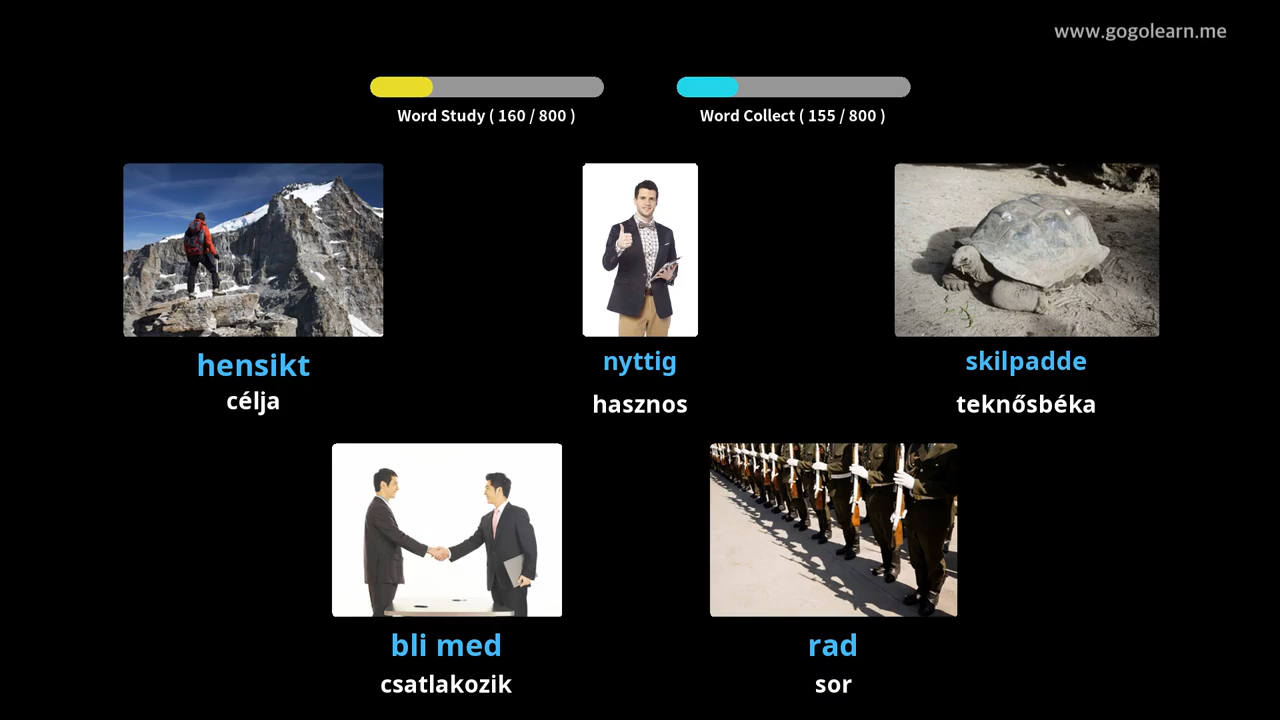 www.gogolearn.me
Word Study ( 160 / 800 )
Word Collect ( 155 / 800 )
hensikt
célja
nyttig
hasznos
skilpadde
teknősbéka
bli med
csatlakozik
rad
sor